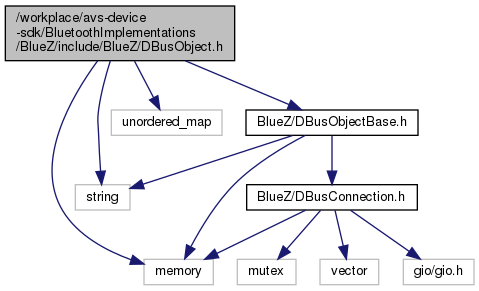 /workplace/avs-device
-sdk/BluetoothImplementations
/BlueZ/include/BlueZ/DBusObject.h
unordered_map
BlueZ/DBusObjectBase.h
string
BlueZ/DBusConnection.h
memory
mutex
vector
gio/gio.h